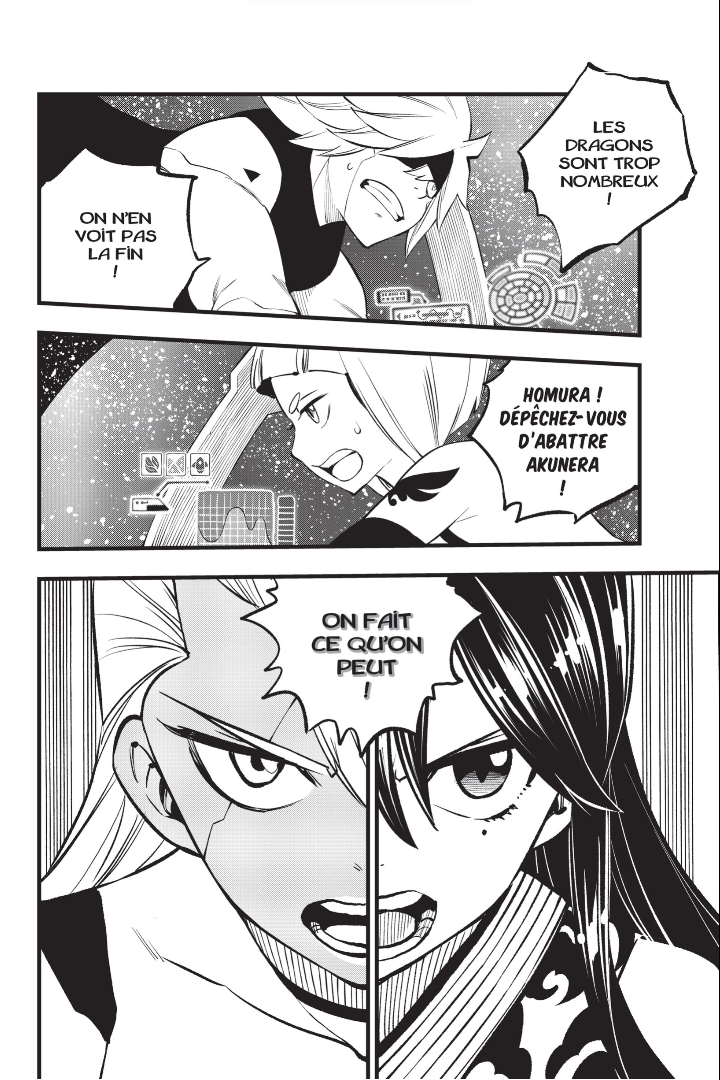 LES
DRAGONS
SONT TROP
NOMBREUX
!
ON N'EN
VOIT PAS
LA FIN
!
HOMURA !
DÉPÊCHEZ-VOUS
D'ABATTRE
AKUNERA
!
ON FAIT
CE QU'ON
PEUT
!